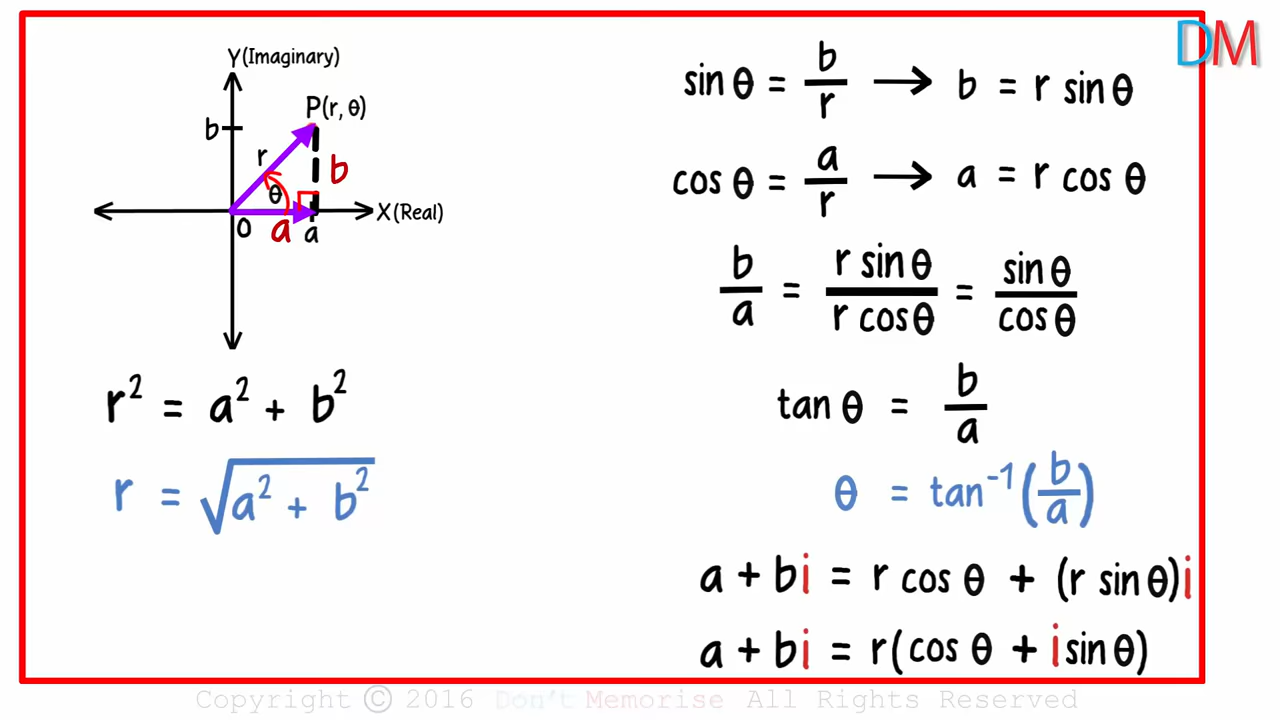 DM
Y(Imaginary)
P(r, θ)
b
r
b
θ
X(Real)
O
a
a
r² = a² + b²
r = √(a² + b²)
sin θ = b/r → b = r sin θ
cos θ = a/r → a = r cos θ
b/a = r sin θ / r cos θ = sin θ / cos θ
tan θ = b/a
θ = tan⁻¹(b/a)
a + bi = r cos θ + (r sin θ)i
a + bi = r(cos θ + i sin θ)
Copyright © 2016 Don't Memorise All Rights Reserved